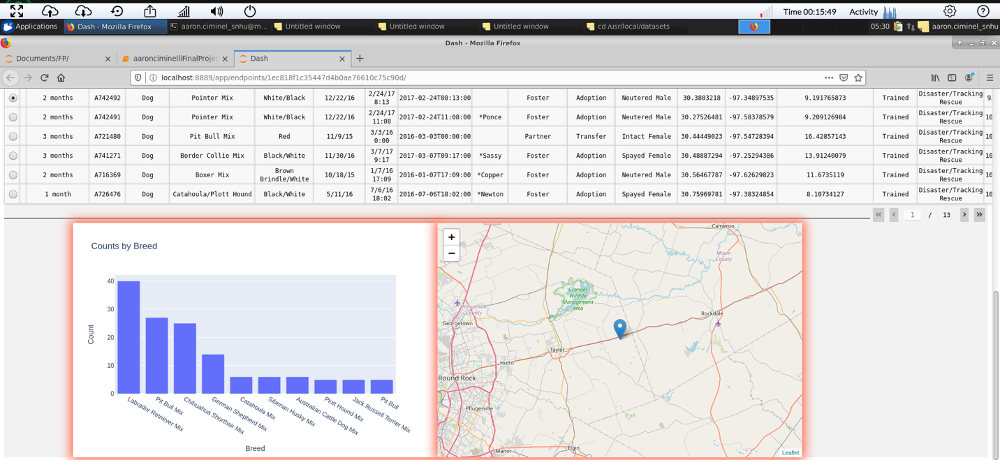 Time 00:15:49 Activity
Applications Dash - Mozilla Firefox aaron.ciminel_snhu@m... Untitled window Untitled window Untitled window cd /usr/local/datasets 05:30 aaron.ciminel_snhu
Dash - Mozilla Firefox
Documents/FP/ aaronciminelliFinalProjec Dash
localhost:8889/app/endpoints/1ec818f1c35447d4b0ae76610c75c90d/
2 months A742492 Dog Pointer Mix White/Black 12/22/16 2/24/17 8:13 2017-02-24T08:13:00 Foster Adoption Neutered Male 30.3803218 -97.34897535 9.191765873 Trained Disaster/Tracking Rescue 9
2 months A742491 Dog Pointer Mix White/Black 12/22/16 2/24/17 11:08 2017-02-24T11:08:00 *Ponce Foster Adoption Neutered Male 30.27526481 -97.58378579 9.209126984 Trained Disaster/Tracking Rescue 10
3 months A721480 Dog Pit Bull Mix Red 11/9/15 3/3/16 0:00 2016-03-03T00:00:00 Partner Transfer Intact Female 30.44449023 -97.54728394 16.42857143 Trained Disaster/Tracking Rescue 10
3 months A741271 Dog Border Collie Mix Black/White 11/30/16 3/7/17 9:17 2017-03-07T09:17:00 *Sassy Foster Adoption Spayed Female 30.48887294 -97.25294386 13.91240079 Trained Disaster/Tracking Rescue 10
2 months A716369 Dog Boxer Mix Brown Brindle/White 10/18/15 1/7/16 17:09 2016-01-07T17:09:00 *Copper Foster Adoption Neutered Male 30.56467787 -97.62629823 11.6735119 Trained Disaster/Tracking Rescue 10
1 month A726476 Dog Catahoula/Plott Hound Black/White 5/11/16 7/6/16 18:02 2016-07-06T18:02:00 *Newton Foster Adoption Spayed Female 30.75969781 -97.38324854 8.10734127 Trained Disaster/Tracking Rescue 10
1 / 13
Counts by Breed
Count
40
30
20
10
0
Labrador Retriever Mix
Pit Bull Mix
Chihuahua Shorthair Mix
German Shepherd Mix
Catahoula Mix
Siberian Husky Mix
Australian Cattle Dog Mix
Plott Hound Mix
Jack Russell Terrier Mix
Pit Bull
Breed
+
−
Cameron
Milam
County
Granger
Wildlife
Management
Area
Williamson
County
Georgetown
Rockdale
Taylor
Hutto
Round Rock
Pflugerville
Elgin
Manor
Leaflet